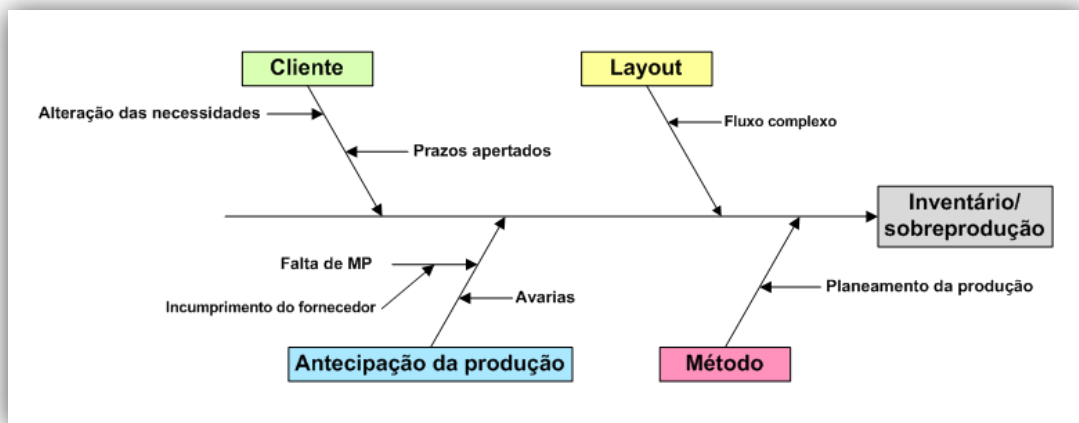 Cliente
Layout
Alteração das necessidades
Fluxo complexo
Prazos apertados
Inventário/
sobreprodução
Falta de MP
Planeamento da produção
Avarias
Incumprimento do fornecedor
Antecipação da produção
Método